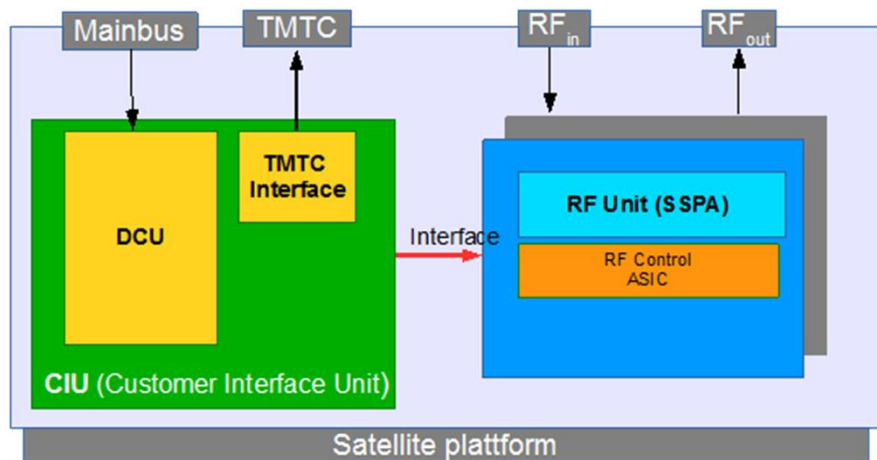 Mainbus
TMTC
RFin
RFout
TMTC
Interface
DCU
CIU (Customer Interface Unit)
Interface
RF Unit (SSPA)
RF Control
ASIC
Satellite plattform